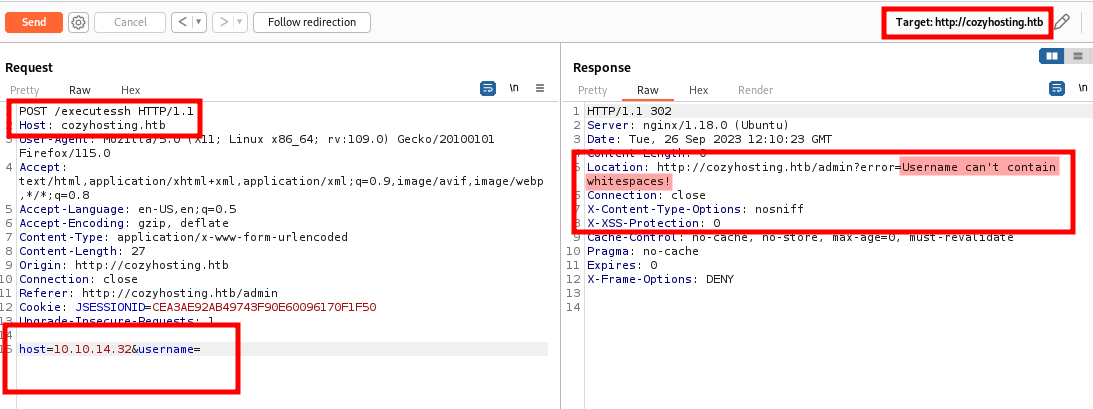 Send Cancel < > Follow redirection Target: http://cozyhosting.htb
Request
Pretty Raw Hex \n
1 POST /executessh HTTP/1.1
2 Host: cozyhosting.htb
3 User-Agent: Mozilla/5.0 (X11; Linux x86_64; rv:109.0) Gecko/20100101
Firefox/115.0
4 Accept:
text/html,application/xhtml+xml,application/xml;q=0.9,image/avif,image/webp
,*/*;q=0.8
5 Accept-Language: en-US,en;q=0.5
6 Accept-Encoding: gzip, deflate
7 Content-Type: application/x-www-form-urlencoded
8 Content-Length: 27
9 Origin: http://cozyhosting.htb
10 Connection: close
11 Referer: http://cozyhosting.htb/admin
12 Cookie: JSESSIONID=CEA3AE92AB49743F90E60096170F1F50
13 Upgrade-Insecure-Requests: 1
14
15 host=10.10.14.32&username=
Response
Pretty Raw Hex Render \n
1 HTTP/1.1 302
2 Server: nginx/1.18.0 (Ubuntu)
3 Date: Tue, 26 Sep 2023 12:10:23 GMT
4 Content-Length: 0
5 Location: http://cozyhosting.htb/admin?error=Username can't contain
whitespaces!
6 Connection: close
7 X-Content-Type-Options: nosniff
8 X-XSS-Protection: 0
9 Cache-Control: no-cache, no-store, max-age=0, must-revalidate
10 Pragma: no-cache
11 Expires: 0
12 X-Frame-Options: DENY
13
14